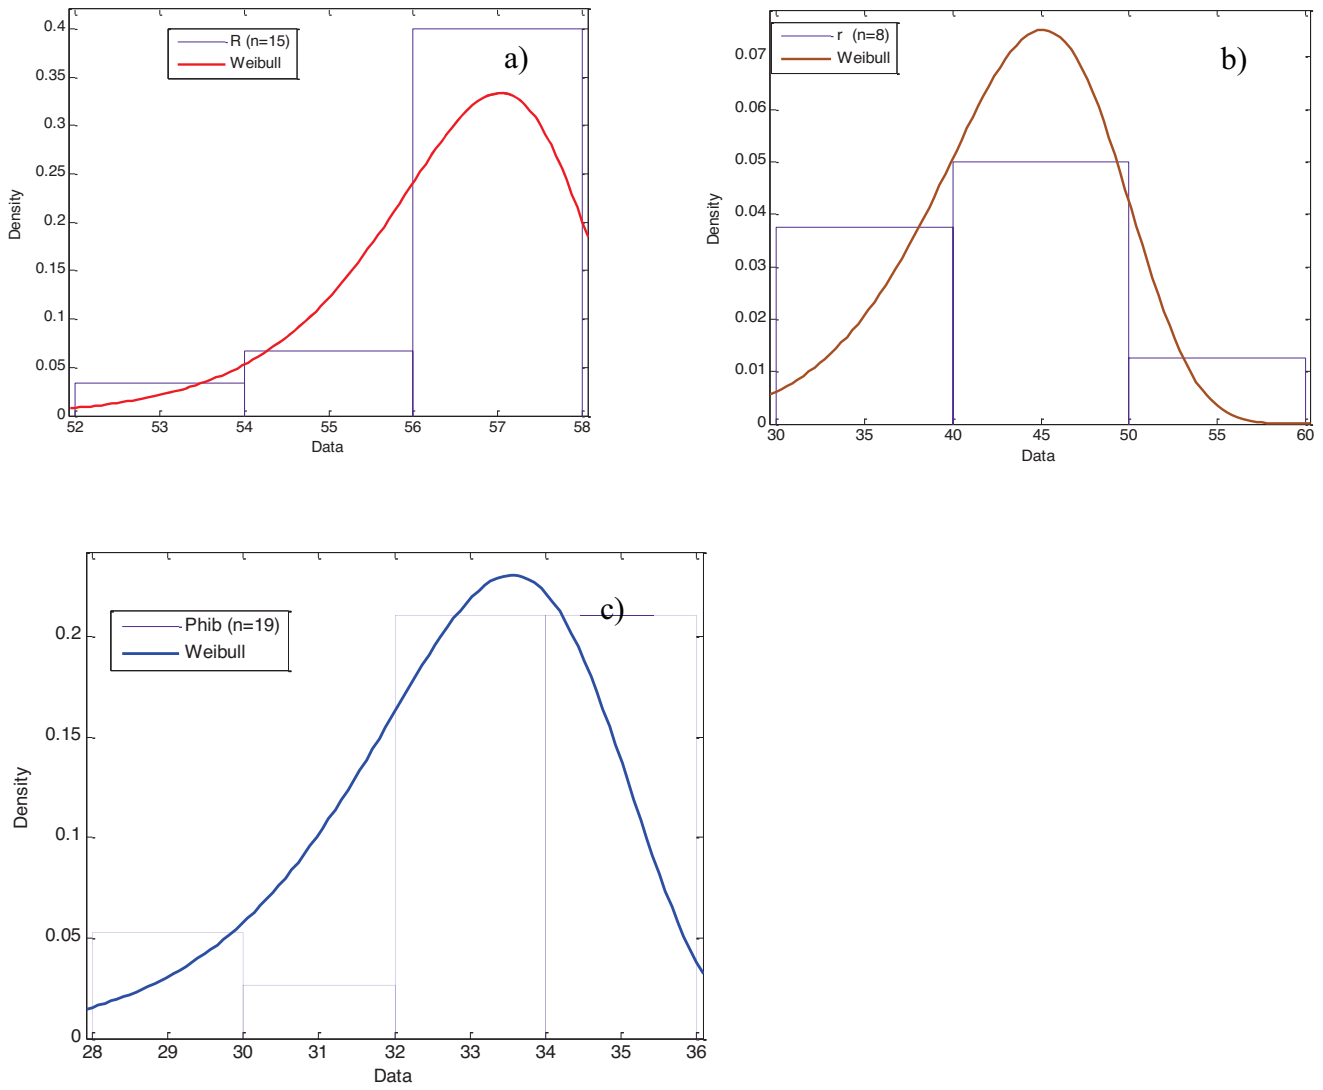 0.4
0.35
0.3
0.25
0.2
0.15
0.1
0.05
0
Density
R (n=15)
Weibull
a)
52 53 54 55 56 57 58
Data
0.07
0.06
0.05
0.04
0.03
0.02
0.01
0
Density
r (n=8)
Weibull
b)
30 35 40 45 50 55 60
Data
0.2
0.15
0.1
0.05
0
Density
Phib (n=19)
Weibull
c)
28 29 30 31 32 33 34 35 36
Data